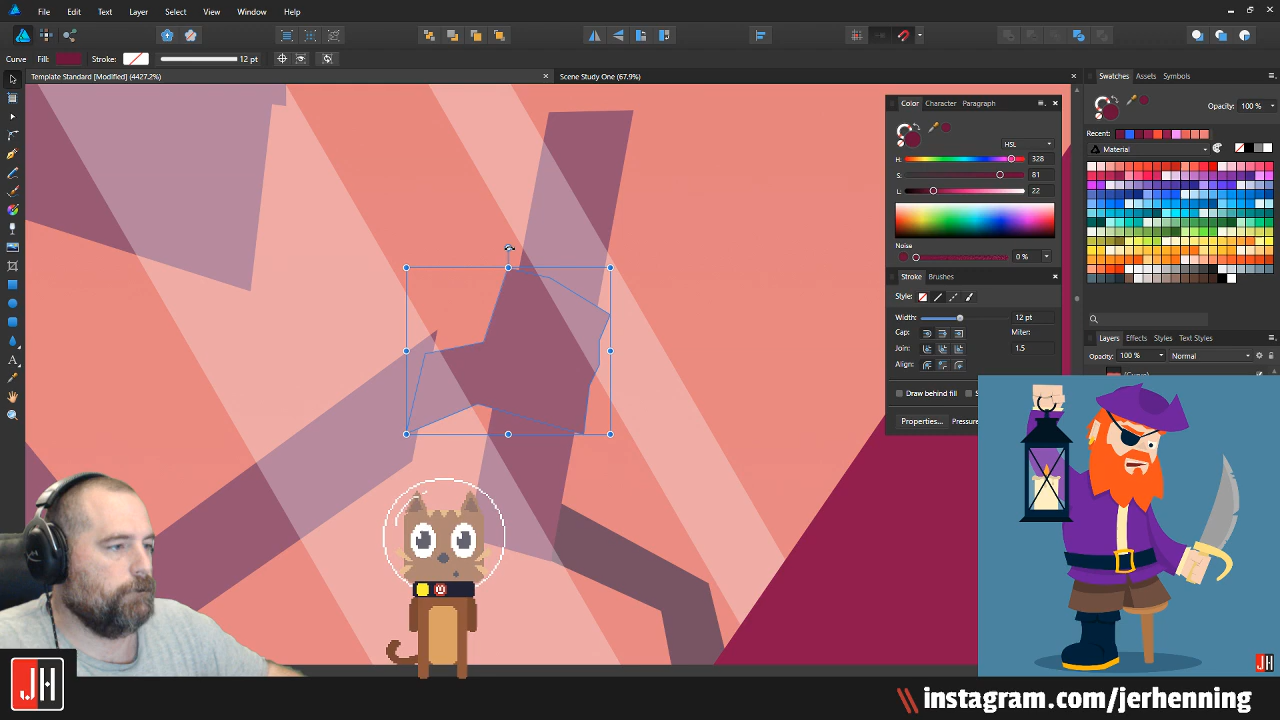 File Edit Text Layer Select View Window Help
Curve Fill: Stroke: 12 pt
Template Standard [Modified] (4427.2%) Scene Study One (67.9%)
Color Character Paragraph
HSL
H: 328
S: 81
L: 22
Noise
0 %
Stroke Brushes
Style:
Width: 12 pt
Cap: Miter:
Join: 1.5
Align:
Draw behind fill
Properties... Pressure
Swatches Assets Symbols
Opacity: 100 %
Recent:
Material
Layers Effects Styles Text Styles
Opacity: 100 % Normal
JH
JH
instagram.com/jerhenning